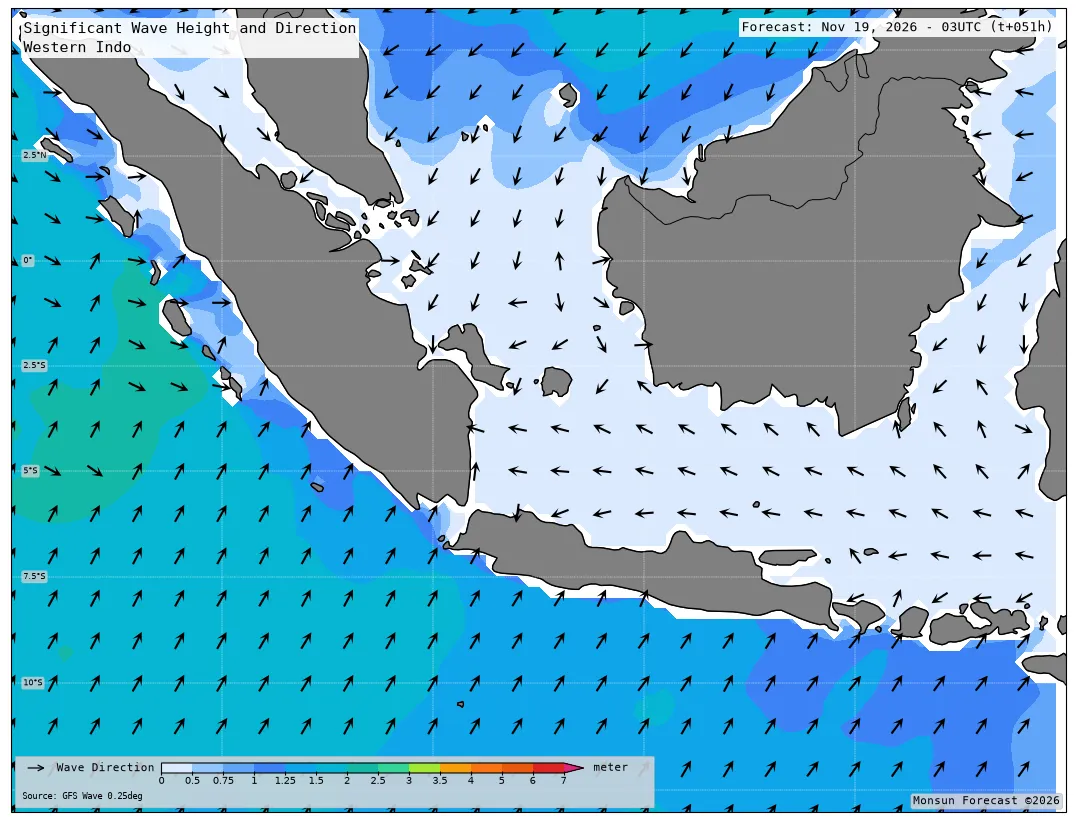 Significant Wave Height and Direction
Western Indo
Forecast: Nov 19, 2026 - 03UTC (t+051h)
2.5°N
0°
2.5°S
5°S
7.5°S
10°S
Wave Direction
0 0.5 0.75 1 1.25 1.5 2 2.5 3 3.5 4 5 6 7
meter
Source: GFS Wave 0.25deg
Monsun Forecast ©2026